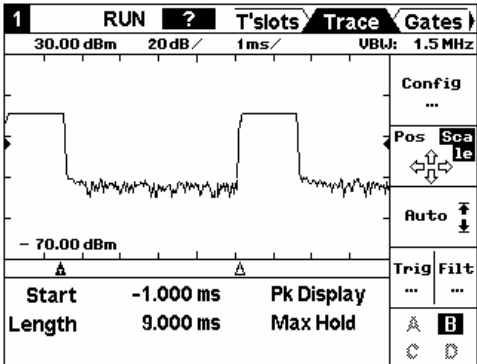 1 RUN ? T'slots Trace Gates
30.00 dBm 20dB/ 1ms/ VBW: 1.5 MHz
Config
...
Pos Scale
Auto
- 70.00 dBm
Trig Filt
... ...
Start -1.000 ms Pk Display
Length 9.000 ms Max Hold
A B
C D